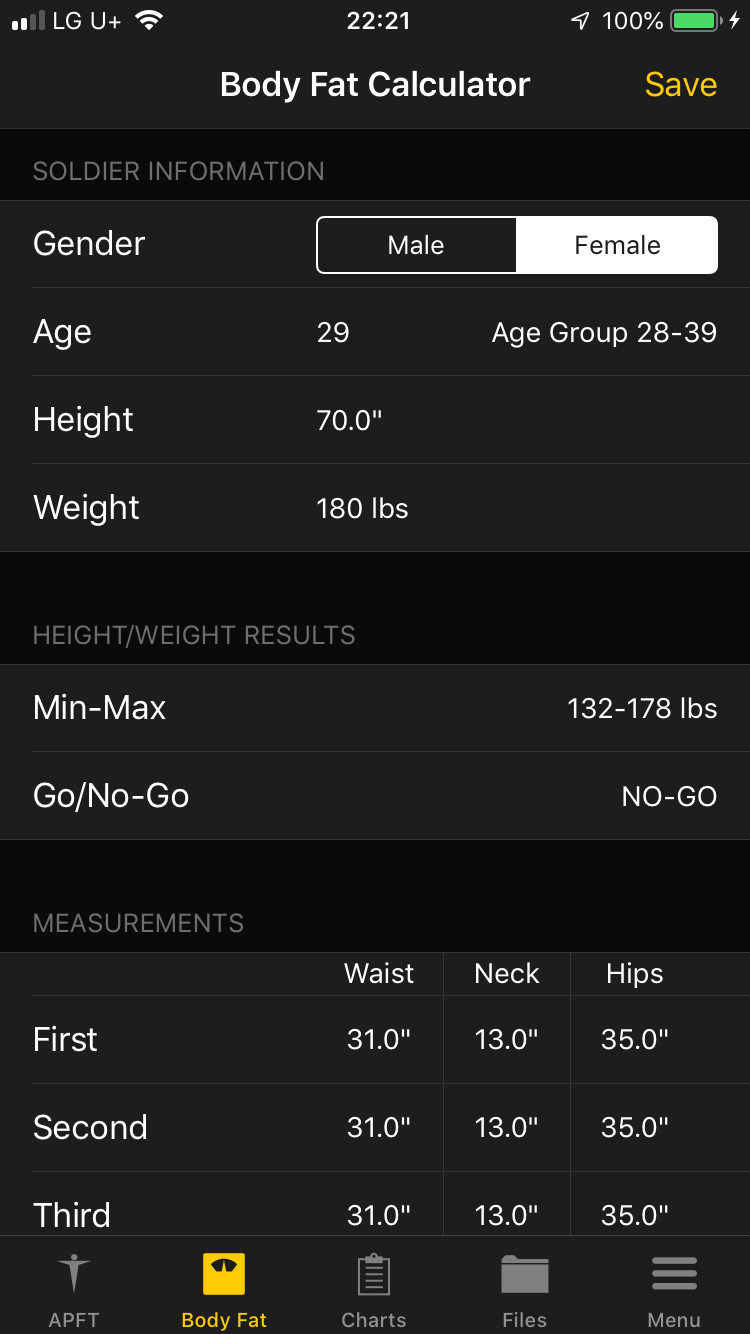 LG U+ 22:21 100%
Body Fat Calculator Save
SOLDIER INFORMATION
Gender Male Female
Age 29 Age Group 28-39
Height 70.0"
Weight 180 lbs
HEIGHT/WEIGHT RESULTS
Min-Max 132-178 lbs
Go/No-Go NO-GO
MEASUREMENTS
Waist Neck Hips
First 31.0" 13.0" 35.0"
Second 31.0" 13.0" 35.0"
Third 31.0" 13.0" 35.0"
APFT Body Fat Charts Files Menu